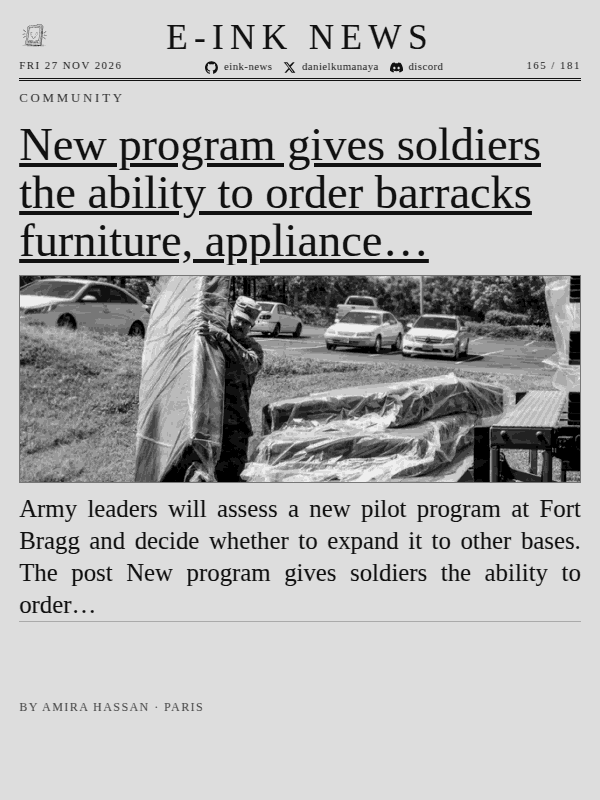 E-INK NEWS
FRI 27 NOV 2026
eink-news
danielkumanaya
discord
165 / 181
COMMUNITY
New program gives soldiers
the ability to order barracks
furniture, appliance…
Army leaders will assess a new pilot program at Fort
Bragg and decide whether to expand it to other bases.
The post New program gives soldiers the ability to
order…
BY AMIRA HASSAN · PARIS